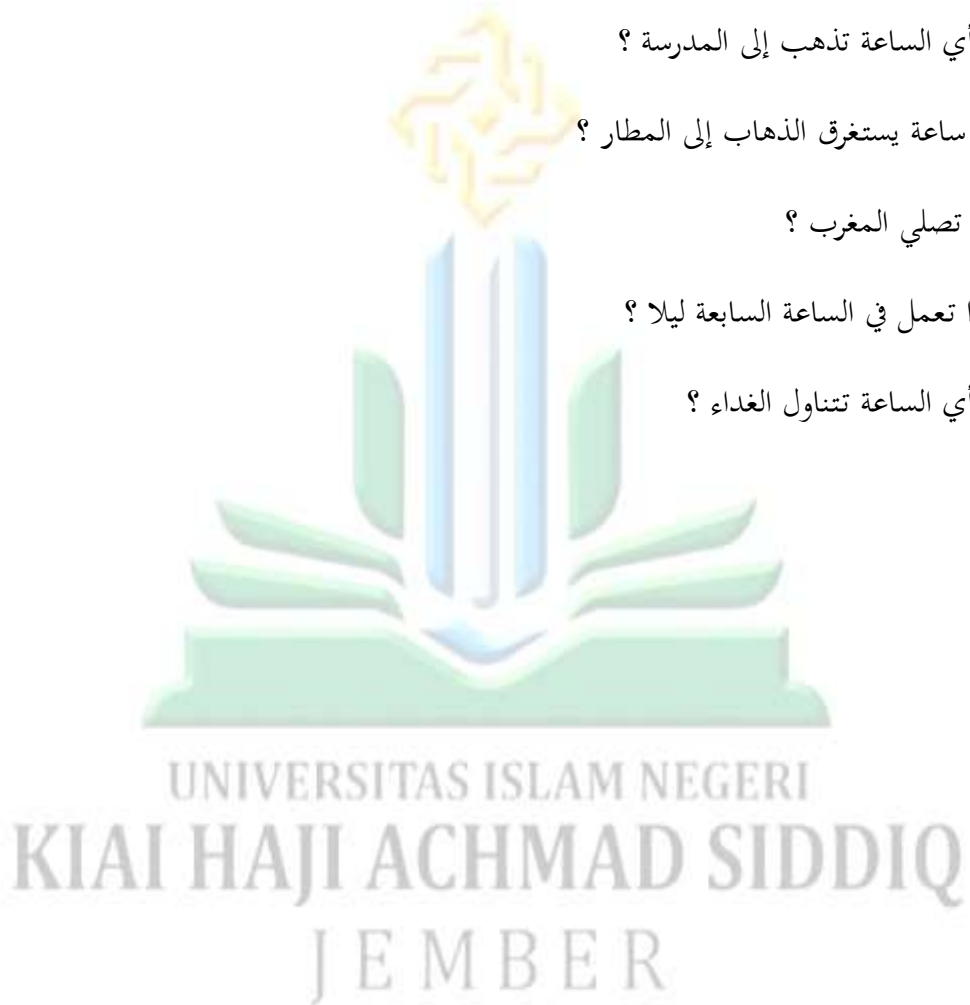 أي الساعة تذهب إلى المدرسة ؟
ساعة يستغرق الذهاب إلى المطار ؟
تصلي المغرب ؟
تعمل في الساعة السابعة ليلا ؟
أي الساعة تتناول الغداء ؟
UNIVERSITAS ISLAM NEGERI
KIAI HAJI ACHMAD SIDDIQ
JEMBER